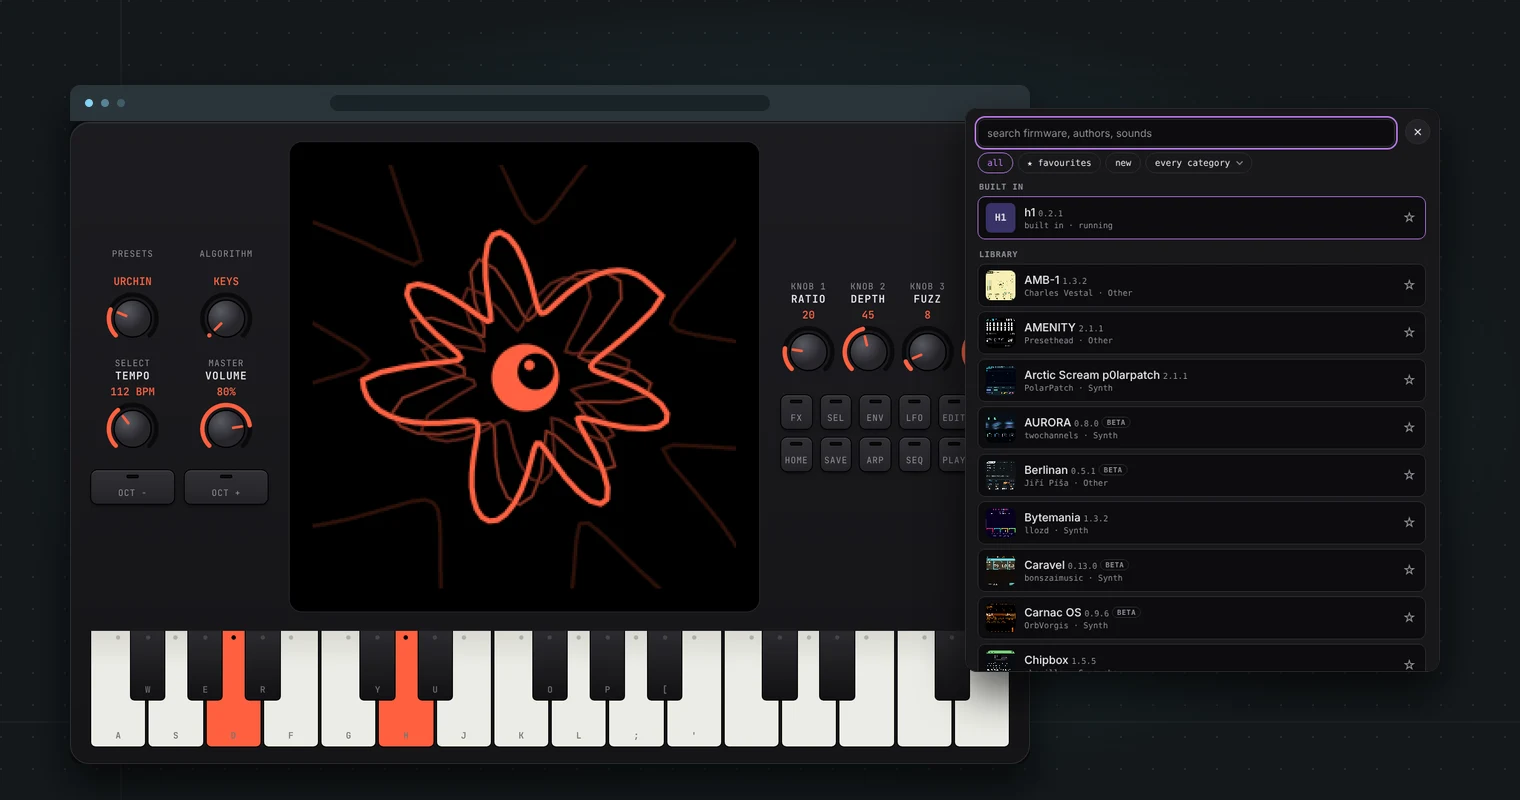 PRESETS ALGORITHM
URCHIN KEYS
SELECT MASTER
TEMPO VOLUME
112 BPM 80%
OCT - OCT +
KNOB 1 KNOB 2 KNOB 3
RATIO DEPTH FUZZ
20 45 8
FX SEL ENV LFO EDIT
HOME SAVE ARP SEQ PLAY
W E R Y U O P [
A S D F G H J K L ; '
search firmware, authors, sounds
all ★ favourites new every category
BUILT IN
H1
h1 0.2.1
built in · running
LIBRARY
AMB-1 1.3.2
Charles Vestal · Other
AMENITY 2.1.1
Presethead · Other
Arctic Scream p0larpatch 2.1.1
PolarPatch · Synth
AURORA 0.8.0 BETA
twochannels · Synth
Berlinan 0.5.1 BETA
Jiří Píša · Other
Bytemania 1.3.2
llozd · Synth
Caravel 0.13.0 BETA
bonszaimusic · Synth
Carnac OS 0.9.6 BETA
OrbVorgis · Synth
Chipbox 1.5.5